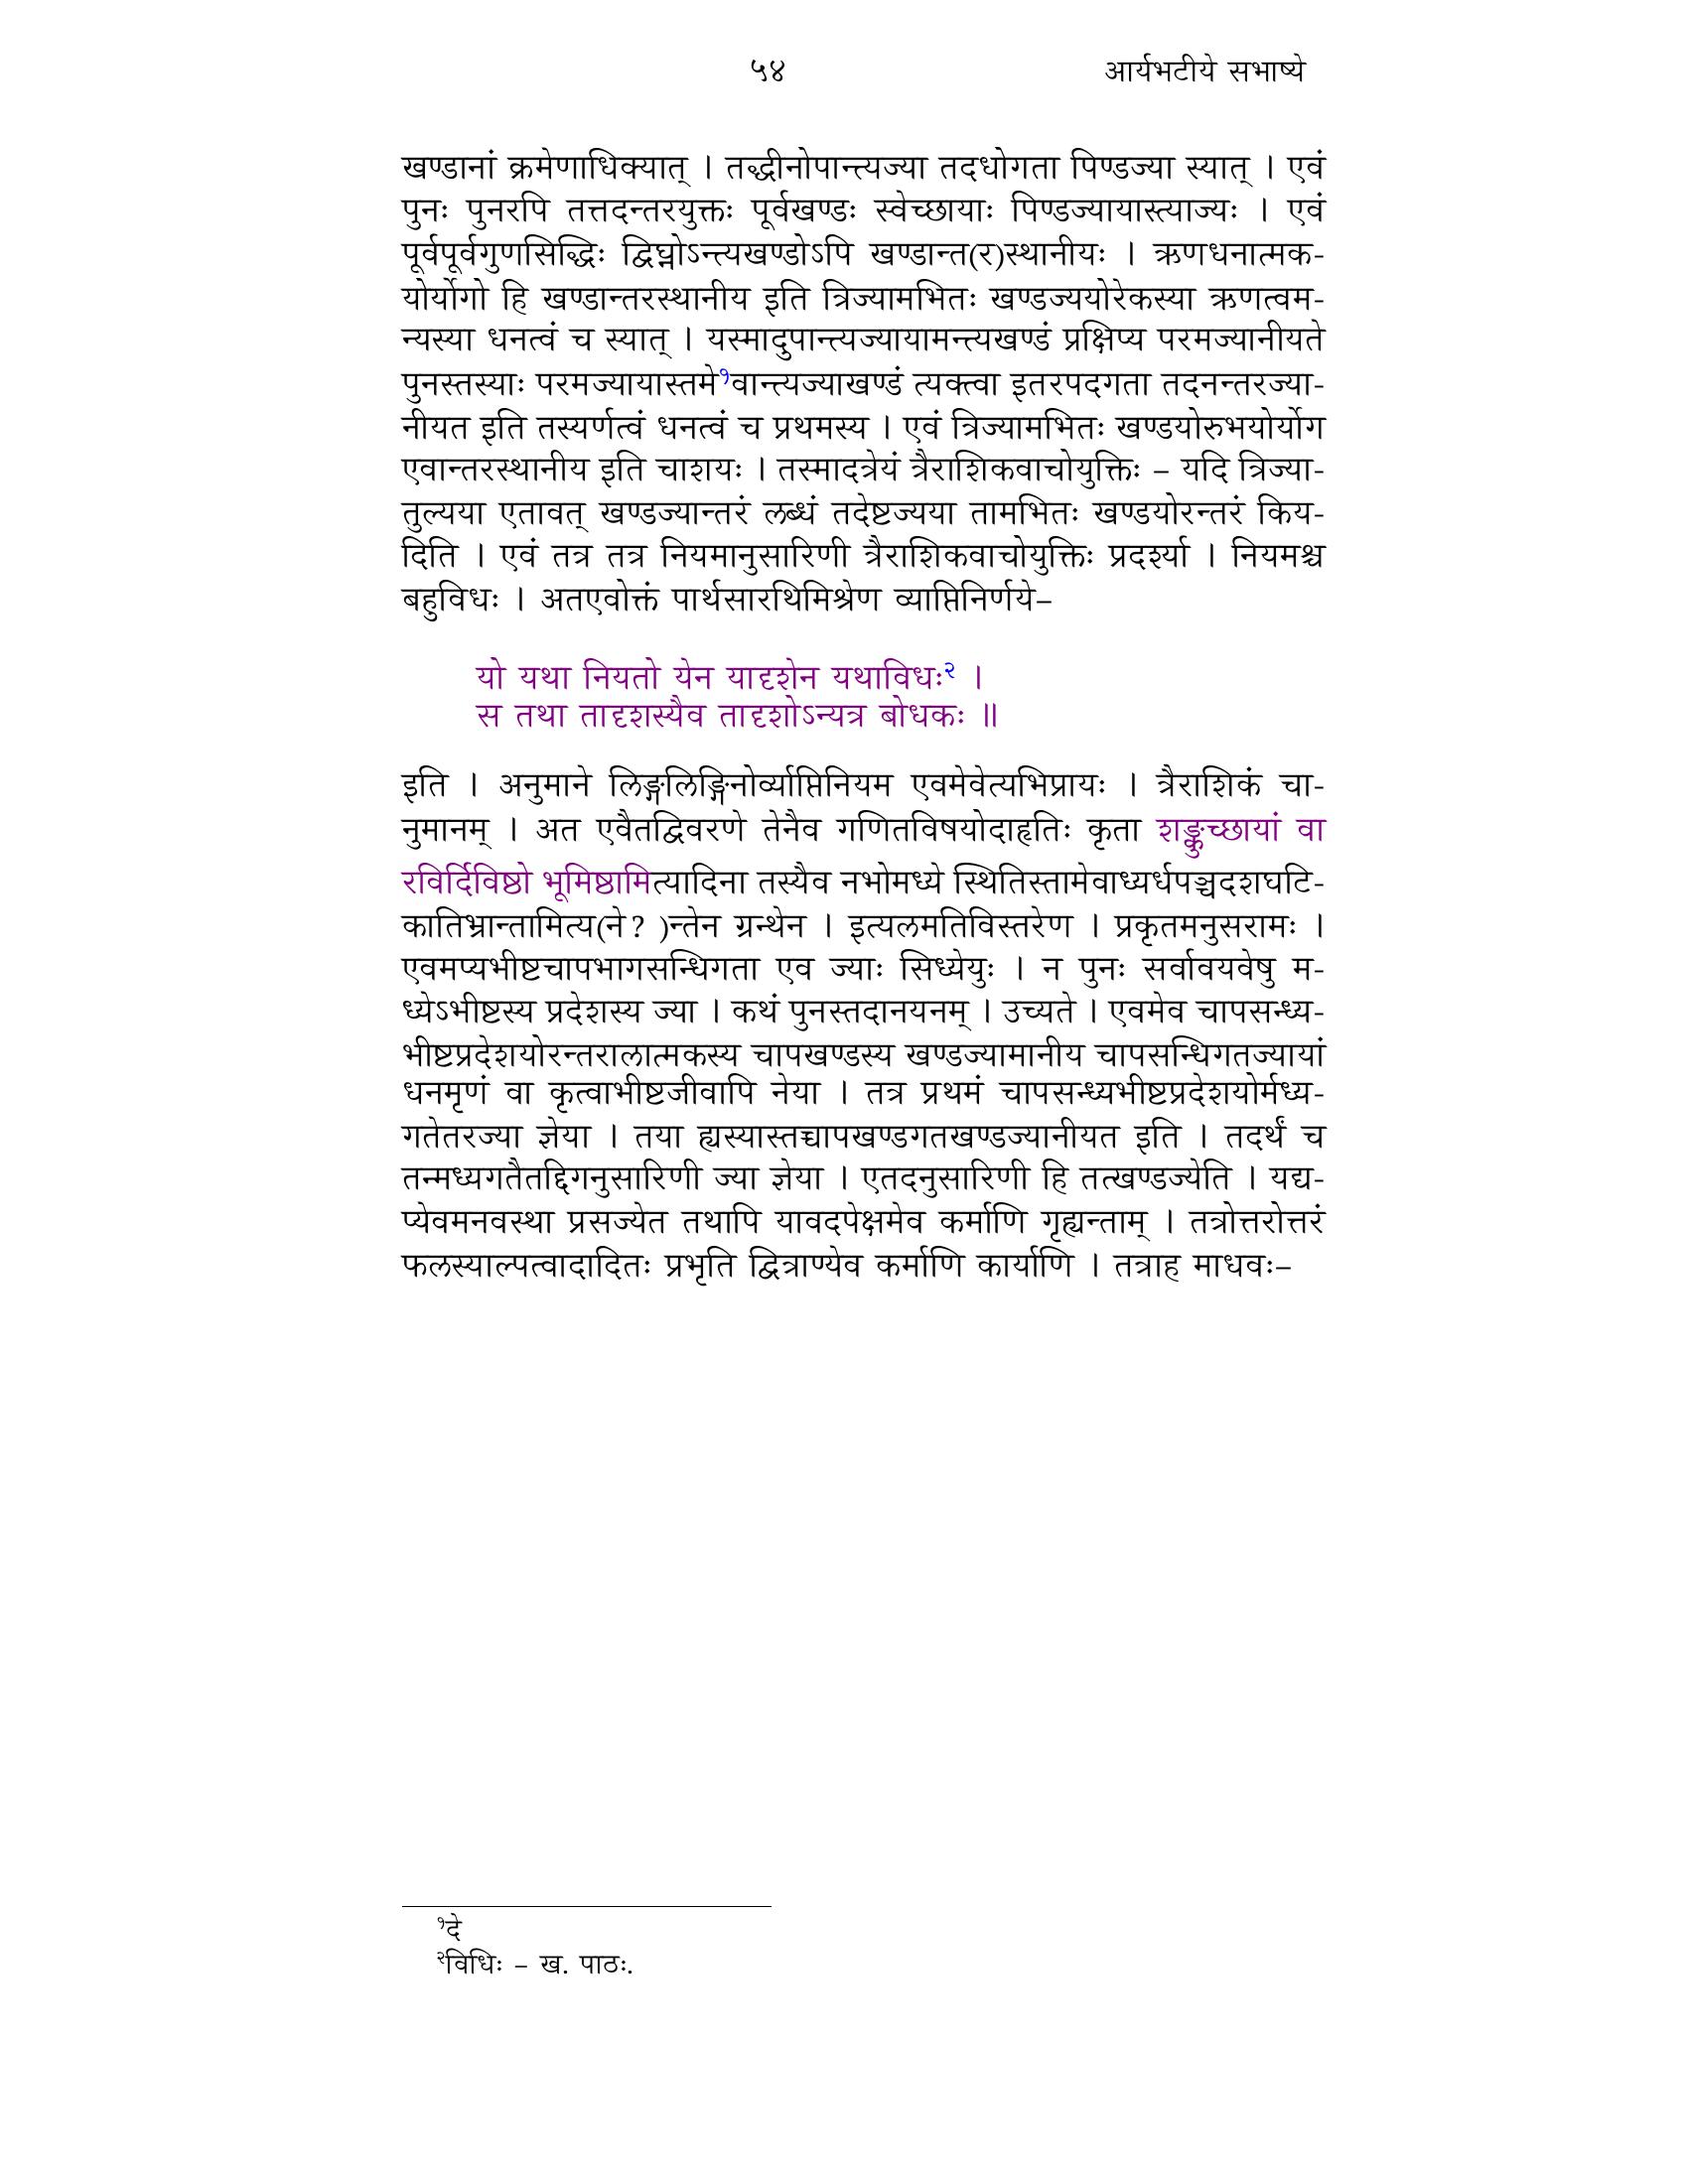 ५४ आर्यभटीये सभाष्ये
खण्डानां क्रमेणाधिक्यात् । तद्धीनोपान्त्यज्या तदधोगता पिण्डज्या स्यात् । एवं
पुनः पुनरपि तत्तदन्तरयुक्तः पूर्वखण्डः स्वेच्छायाः पिण्डज्यायास्त्याज्यः । एवं
पूर्वपूर्वगुणसिद्धिः द्विघ्नोऽन्त्यखण्डोऽपि खण्डान्त(र)स्थानीयः । ऋणधनात्मक-
योर्योगो हि खण्डान्तरस्थानीय इति त्रिज्यामभितः खण्डज्ययोरेकस्या ऋणत्वम-
न्यस्या धनत्वं च स्यात् । यस्मादुपान्त्यज्यायामन्त्यखण्डं प्रक्षिप्य परमज्यानीयते
पुनस्तस्याः परमज्यायास्तमे१वान्त्यज्याखण्डं त्यक्त्वा इतरपदगता तदनन्तरज्या-
नीयत इति तस्यर्णत्वं धनत्वं च प्रथमस्य । एवं त्रिज्यामभितः खण्डयोरुभयोर्योग
एवान्तरस्थानीय इति चाशयः । तस्मादत्रेयं त्रैराशिकवाचोयुक्तिः – यदि त्रिज्या-
तुल्यया एतावत् खण्डज्यान्तरं लब्धं तदेष्टज्यया तामभितः खण्डयोरन्तरं किय-
दिति । एवं तत्र तत्र नियमानुसारिणी त्रैराशिकवाचोयुक्तिः प्रदर्श्या । नियमश्च
बहुविधः । अतएवोक्तं पार्थसारथिमिश्रेण व्याप्तिनिर्णये–
यो यथा नियतो येन यादृशेन यथाविधः२ ।
स तथा तादृशस्यैव तादृशोऽन्यत्र बोधकः ॥
इति । अनुमाने लिङ्गलिङ्गिनोर्व्याप्तिनियम एवमेवेत्यभिप्रायः । त्रैराशिकं चा-
नुमानम् । अत एवैतद्विवरणे तेनैव गणितविषयोदाहृतिः कृता शङ्कुच्छायां वा
रविर्दिविष्ठो भूमिष्ठामित्यादिना तस्यैव नभोमध्ये स्थितिस्तामेवाध्यर्धपञ्चदशघटि-
कातिभ्रान्तामित्य(ने? )न्तेन ग्रन्थेन । इत्यलमतिविस्तरेण । प्रकृतमनुसरामः ।
एवमप्यभीष्टचापभागसन्धिगता एव ज्याः सिध्येयुः । न पुनः सर्वावयवेषु म-
ध्येऽभीष्टस्य प्रदेशस्य ज्या । कथं पुनस्तदानयनम् । उच्यते । एवमेव चापसन्ध्य-
भीष्टप्रदेशयोरन्तरालात्मकस्य चापखण्डस्य खण्डज्यामानीय चापसन्धिगतज्यायां
धनमृणं वा कृत्वाभीष्टजीवापि नेया । तत्र प्रथमं चापसन्ध्यभीष्टप्रदेशयोर्मध्य-
गतेतरज्या ज्ञेया । तया ह्यस्यास्तच्चापखण्डगतखण्डज्यानीयत इति । तदर्थं च
तन्मध्यगतैतद्दिगनुसारिणी ज्या ज्ञेया । एतदनुसारिणी हि तत्खण्डज्येति । यद्य-
प्येवमनवस्था प्रसज्येत तथापि यावदपेक्षमेव कर्माणि गृह्यन्ताम् । तत्रोत्तरोत्तरं
फलस्याल्पत्वादादितः प्रभृति द्वित्राण्येव कर्माणि कार्याणि । तत्राह माधवः–
१दे
२विधिः – ख. पाठः.